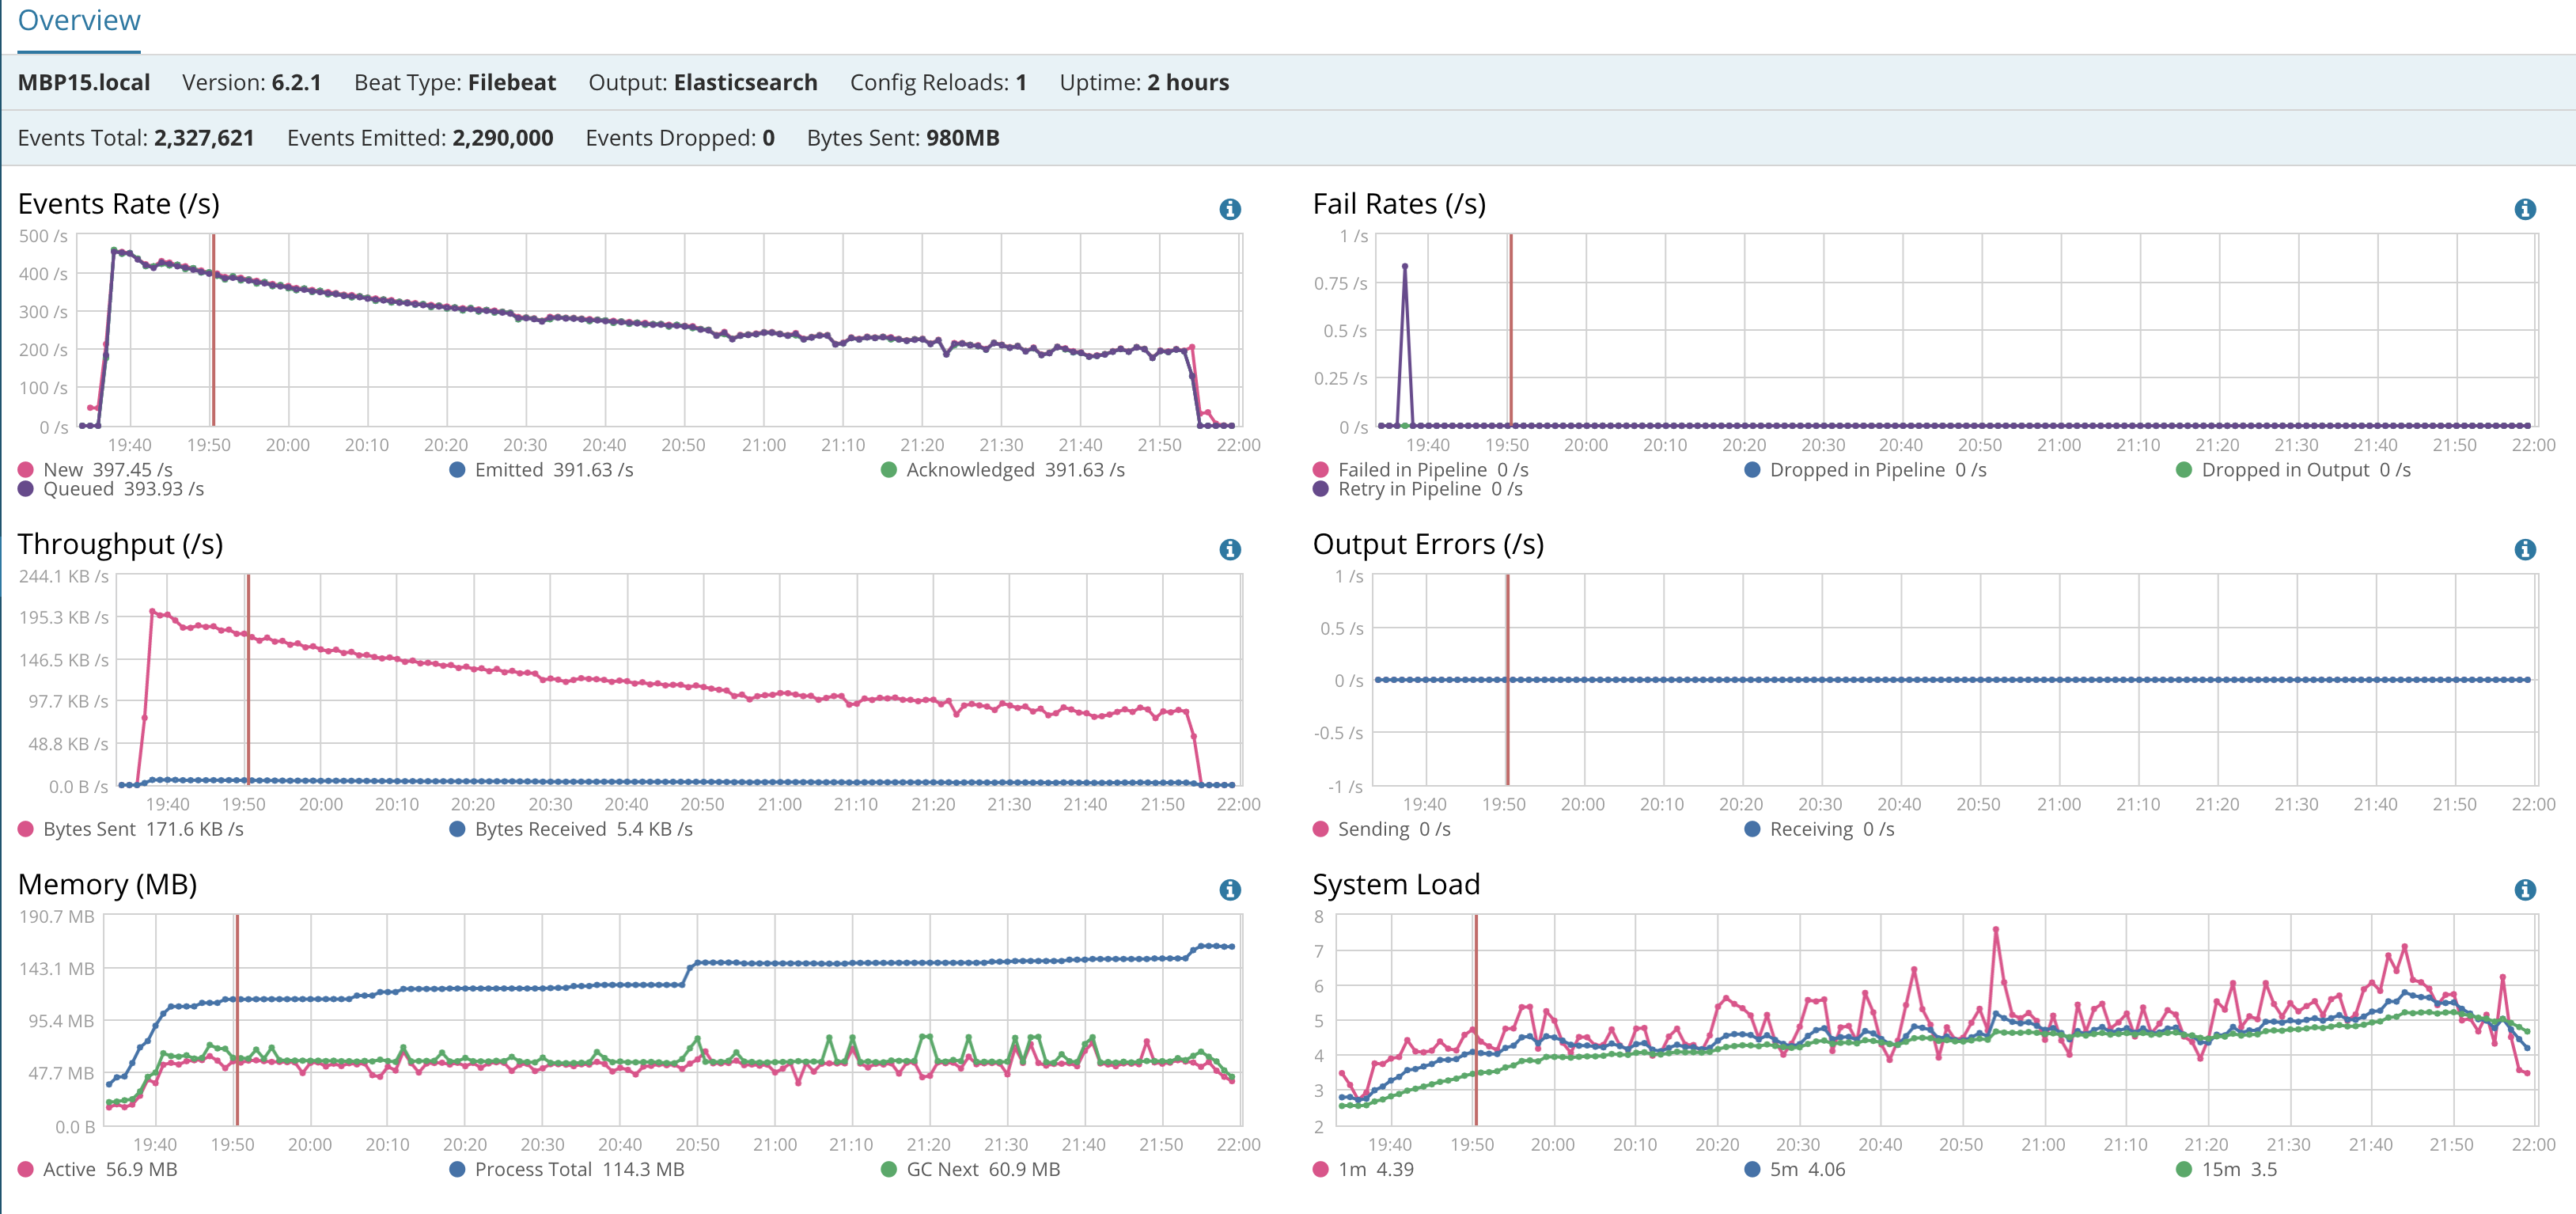 Overview
MBP15.local Version: 6.2.1 Beat Type: Filebeat Output: Elasticsearch Config Reloads: 1 Uptime: 2 hours
Events Total: 2,327,621 Events Emitted: 2,290,000 Events Dropped: 0 Bytes Sent: 980MB
Events Rate (/s)
500 /s
400 /s
300 /s
200 /s
100 /s
0 /s
19:40 19:50 20:00 20:10 20:20 20:30 20:40 20:50 21:00 21:10 21:20 21:30 21:40 21:50 22:00
New 397.45 /s Emitted 391.63 /s Acknowledged 391.63 /s
Queued 393.93 /s
Fail Rates (/s)
1 /s
0.75 /s
0.5 /s
0.25 /s
0 /s
19:40 19:50 20:00 20:10 20:20 20:30 20:40 20:50 21:00 21:10 21:20 21:30 21:40 21:50 22:00
Failed in Pipeline 0 /s Dropped in Pipeline 0 /s Dropped in Output 0 /s
Retry in Pipeline 0 /s
Throughput (/s)
244.1 KB /s
195.3 KB /s
146.5 KB /s
97.7 KB /s
48.8 KB /s
0.0 B /s
19:40 19:50 20:00 20:10 20:20 20:30 20:40 20:50 21:00 21:10 21:20 21:30 21:40 21:50 22:00
Bytes Sent 171.6 KB /s Bytes Received 5.4 KB /s
Output Errors (/s)
1 /s
0.5 /s
0 /s
-0.5 /s
-1 /s
19:40 19:50 20:00 20:10 20:20 20:30 20:40 20:50 21:00 21:10 21:20 21:30 21:40 21:50 22:00
Sending 0 /s Receiving 0 /s
Memory (MB)
190.7 MB
143.1 MB
95.4 MB
47.7 MB
0.0 B
19:40 19:50 20:00 20:10 20:20 20:30 20:40 20:50 21:00 21:10 21:20 21:30 21:40 21:50 22:00
Active 56.9 MB Process Total 114.3 MB GC Next 60.9 MB
System Load
8
7
6
5
4
3
2
19:40 19:50 20:00 20:10 20:20 20:30 20:40 20:50 21:00 21:10 21:20 21:30 21:40 21:50 22:00
1m 4.39 5m 4.06 15m 3.5